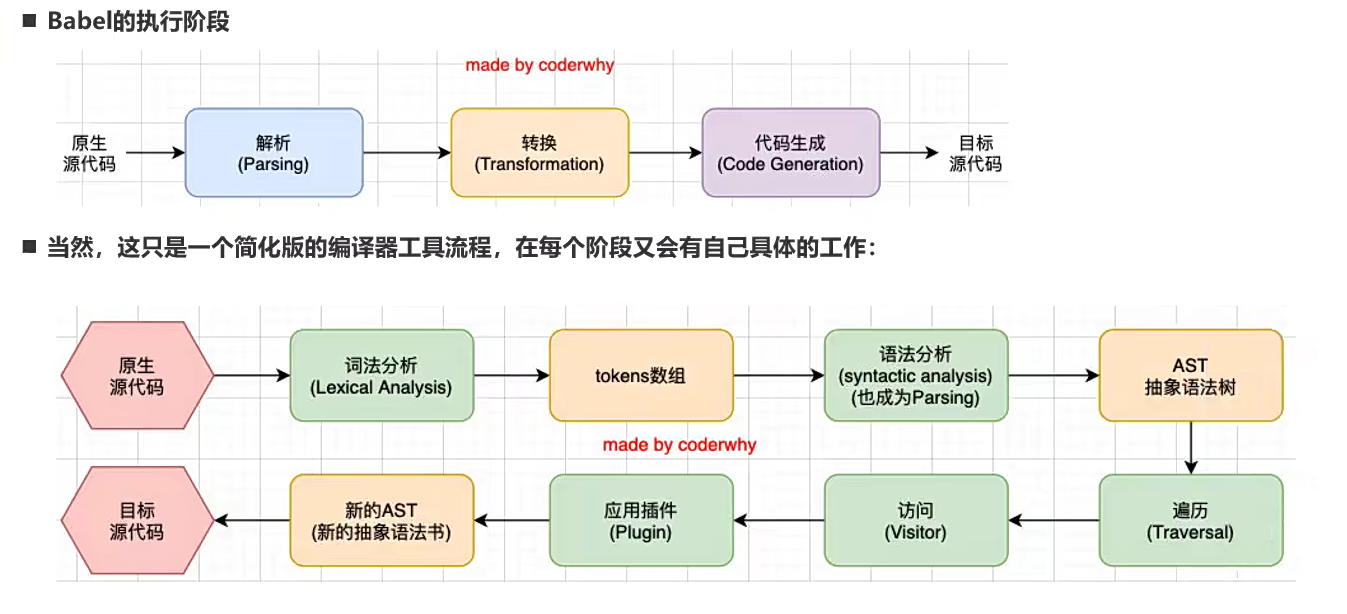 Babel的执行阶段
made by coderwhy
原生
源代码
解析
(Parsing)
转换
(Transformation)
代码生成
(Code Generation)
目标
源代码
当然，这只是一个简化版的编译器工具流程，在每个阶段又会有自己具体的工作：
原生
源代码
词法分析
(Lexical Analysis)
tokens数组
语法分析
(syntactic analysis)
(也成为Parsing)
AST
抽象语法树
made by coderwhy
目标
源代码
新的AST
(新的抽象语法书)
应用插件
(Plugin)
访问
(Visitor)
遍历
(Traversal)